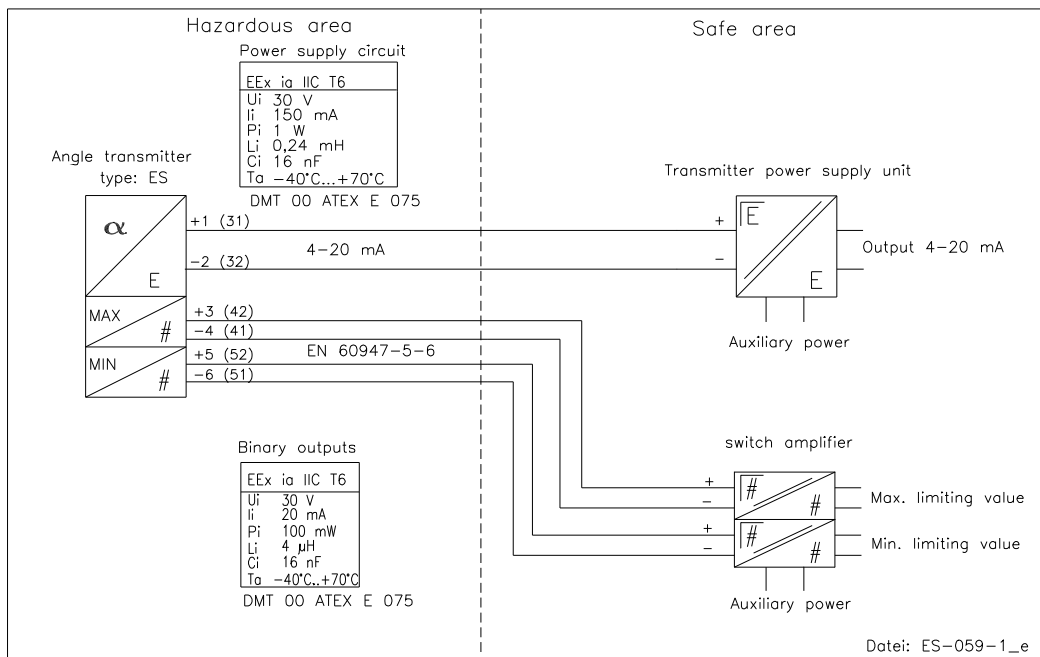 Hazardous area
Safe area
Power supply circuit
EEx ia IIC T6
Ui 30 V
Ii 150 mA
Pi 1 W
Li 0,24 mH
Ci 16 nF
Ta -40°C...+70°C
DMT 00 ATEX E 075
Angle transmitter
type: ES
Transmitter power supply unit
α
E
+1 (31)
4-20 mA
-2 (32)
+
-
E
E
Output 4-20 mA
Auxiliary power
MAX
#
+3 (42)
-4 (41)
MIN
#
+5 (52)
EN 60947-5-6
-6 (51)
Binary outputs
EEx ia IIC T6
Ui 30 V
Ii 20 mA
Pi 100 mW
Li 4 µH
Ci 16 nF
Ta -40°C..+70°C
DMT 00 ATEX E 075
switch amplifier
+
-
#
#
Max. limiting value
+
-
#
#
Min. limiting value
Auxiliary power
Datei: ES-059-1_e